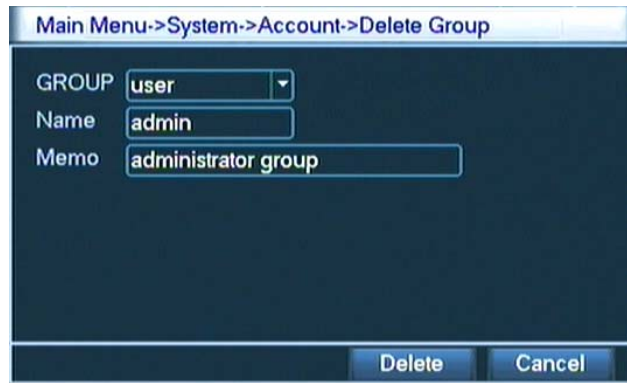 Main Menu->System->Account->Delete Group
GROUP user
Name admin
Memo administrator group
Delete Cancel